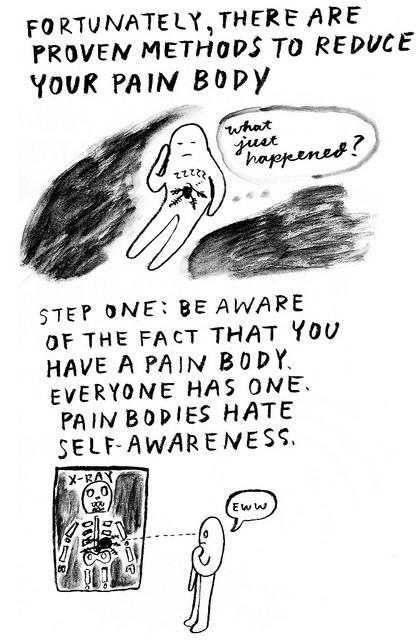 FORTUNATELY, THERE ARE
PROVEN METHODS TO REDUCE
YOUR PAIN BODY
what
just
happened?
zzzzz
STEP ONE: BE AWARE
OF THE FACT THAT YOU
HAVE A PAIN BODY.
EVERYONE HAS ONE.
PAIN BODIES HATE
SELF-AWARENESS.
X-RAY
EWW